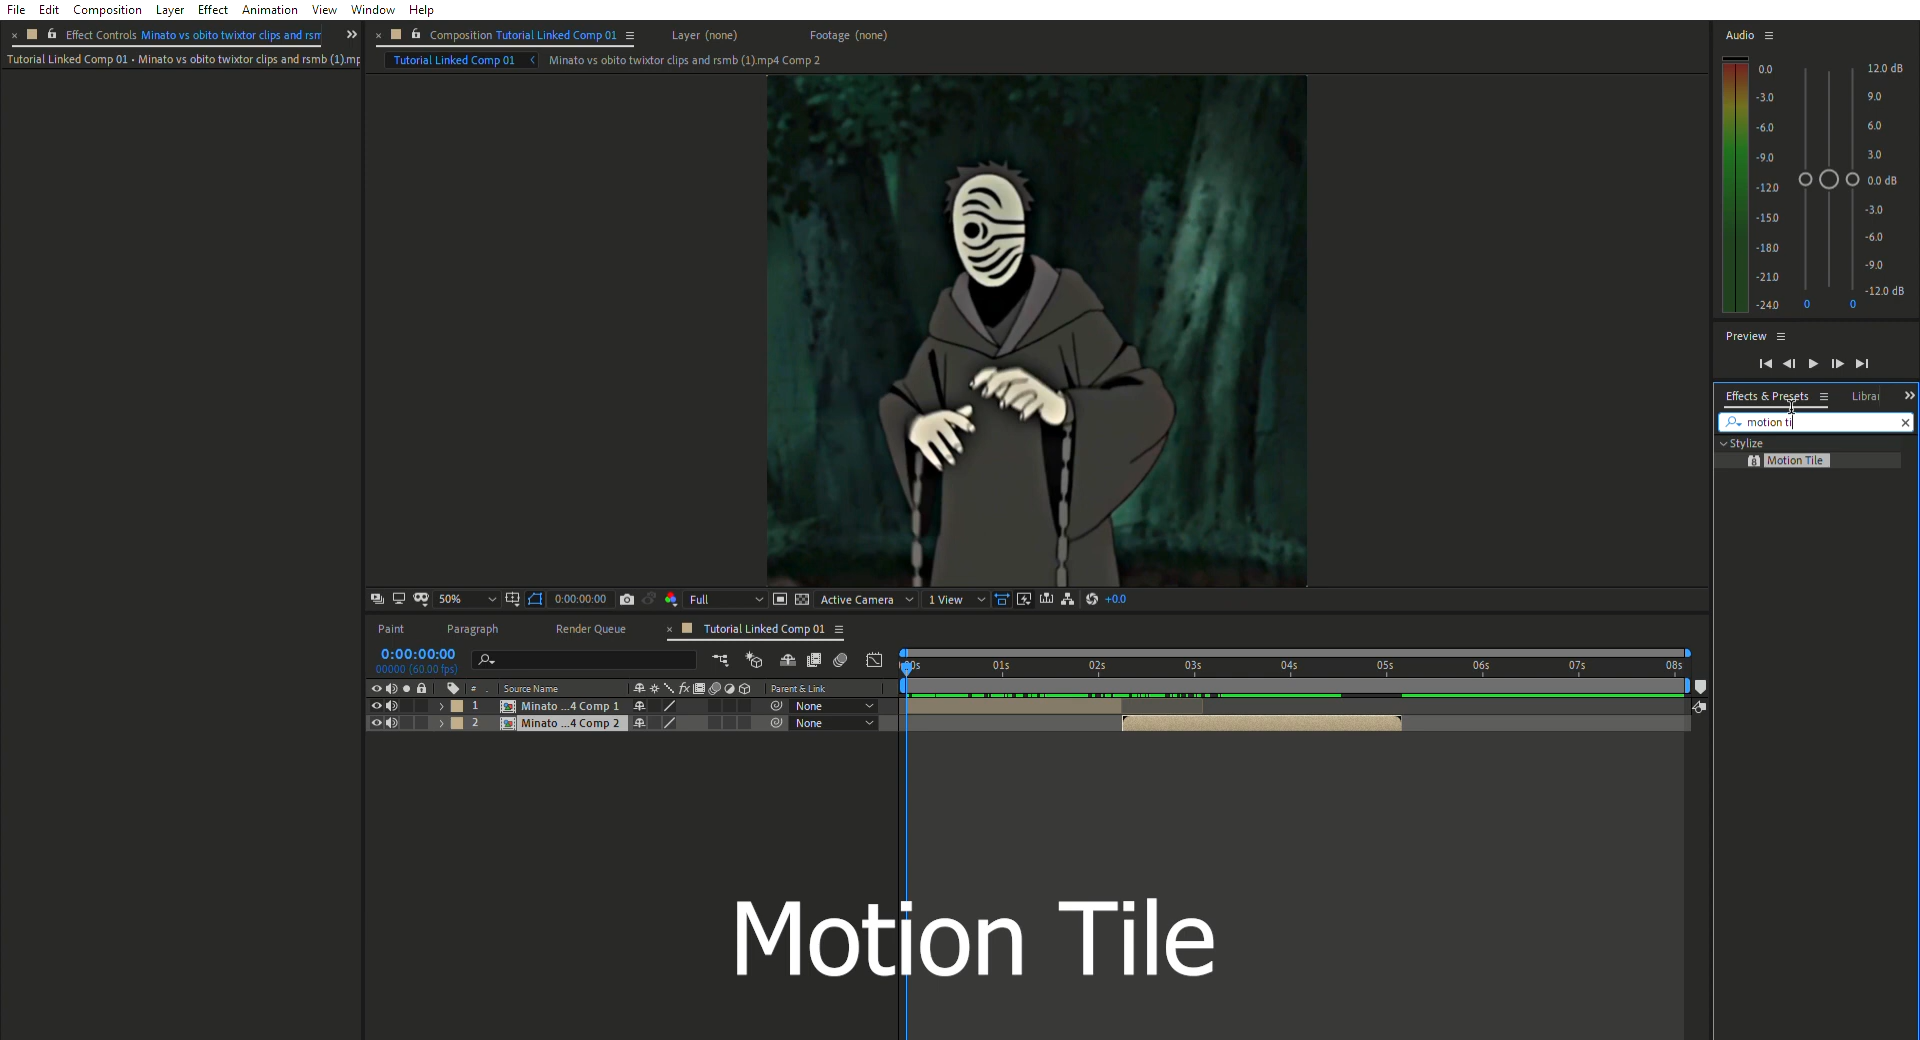 File Edit Composition Layer Effect Animation View Window Help
Effect Controls Minato vs obito twixtor clips and rsm
Tutorial Linked Comp 01 • Minato vs obito twixtor clips and rsmb (1).mp
Composition Tutorial Linked Comp 01
Layer (none)
Footage (none)
Tutorial Linked Comp 01
Minato vs obito twixtor clips and rsmb (1).mp4 Comp 2
Audio
0.0
-3.0
-6.0
-9.0
-12.0
-15.0
-18.0
-21.0
-24.0
12.0 dB
9.0
6.0
3.0
0.0 dB
-3.0
-6.0
-9.0
-12.0 dB
0 0
Preview
Effects & Presets Librar
motion ti
Stylize
Motion Tile
50% 0:00:00:00 Full Active Camera 1 View +0.0
Paint Paragraph Render Queue Tutorial Linked Comp 01
0:00:00:00
00000 (60.00 fps)
:00s 01s 02s 03s 04s 05s 06s 07s 08s
# . Source Name fx Parent & Link
1 Minato ...4 Comp 1 None
2 Minato ...4 Comp 2 None
Motion Tile